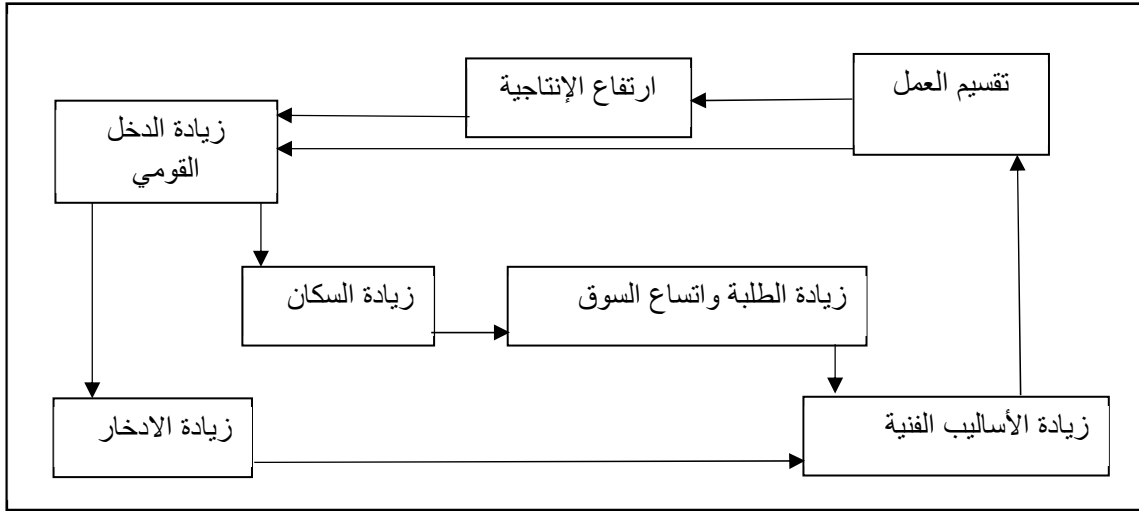 تقسيم العمل
ارتفاع الإنتاجية
زيادة الدخل
القومي
زيادة السكان
زيادة الطلبة واتساع السوق
زيادة الادخار
زيادة الأساليب الفنية